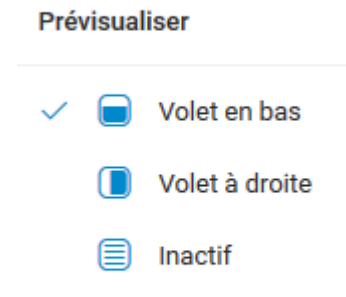 Prévisualiser
Volet en bas
Volet à droite
Inactif